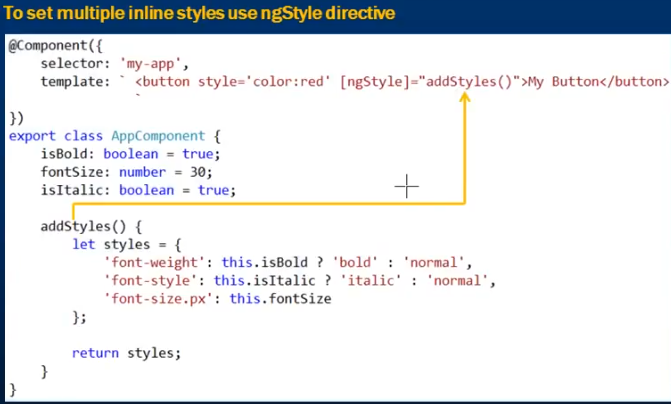 To set multiple inline styles use ngStyle directive
@Component({
    selector: 'my-app',
    template: ` <button style='color:red' [ngStyle]="addStyles()">My Button</button>
              `
})
export class AppComponent {
    isBold: boolean = true;
    fontSize: number = 30;
    isItalic: boolean = true;
    addStyles() {
        let styles = {
            'font-weight': this.isBold ? 'bold' : 'normal',
            'font-style': this.isItalic ? 'italic' : 'normal',
            'font-size.px': this.fontSize
        };
        return styles;
    }
}